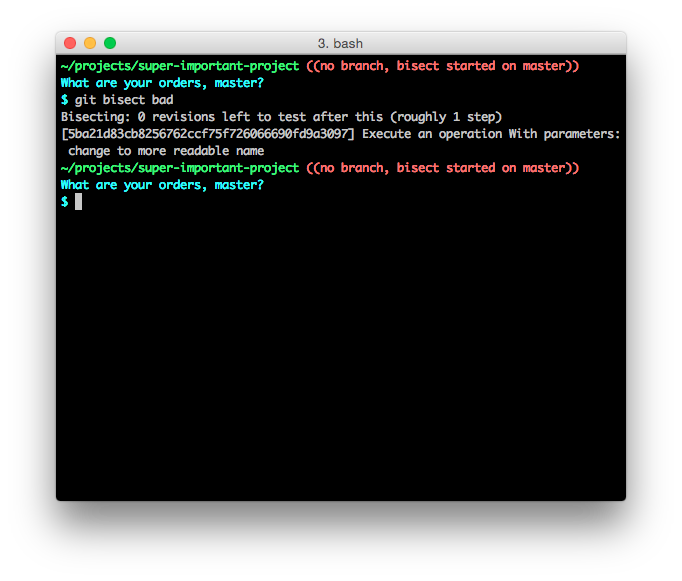 3. bash
~/projects/super-important-project ((no branch, bisect started on master))
What are your orders, master?
$ git bisect bad
Bisecting: 0 revisions left to test after this (roughly 1 step)
[5ba21d83cb8256762ccf75f726066690fd9a3097] Execute an operation With parameters:
 change to more readable name
~/projects/super-important-project ((no branch, bisect started on master))
What are your orders, master?
$